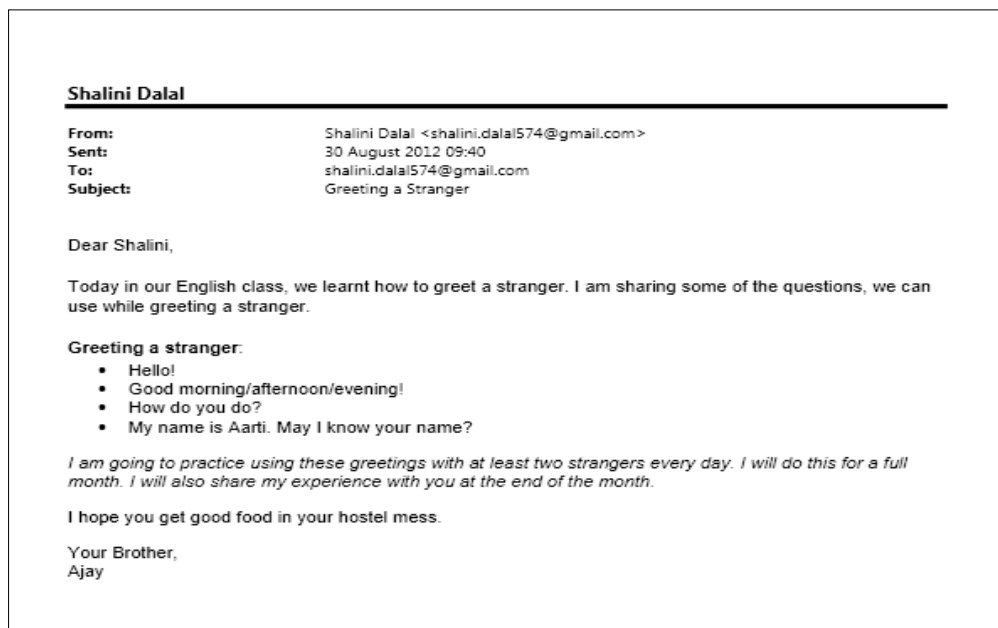 Shalini Dalal
From: Shalini Dalal <shalini.dalal574@gmail.com>
Sent: 30 August 2012 09:40
To: shalini.dalal574@gmail.com
Subject: Greeting a Stranger
Dear Shalini,
Today in our English class, we learnt how to greet a stranger. I am sharing some of the questions, we can
use while greeting a stranger.
Greeting a stranger:
• Hello!
• Good morning/afternoon/evening!
• How do you do?
• My name is Aarti. May I know your name?
I am going to practice using these greetings with at least two strangers every day. I will do this for a full
month. I will also share my experience with you at the end of the month.
I hope you get good food in your hostel mess.
Your Brother,
Ajay